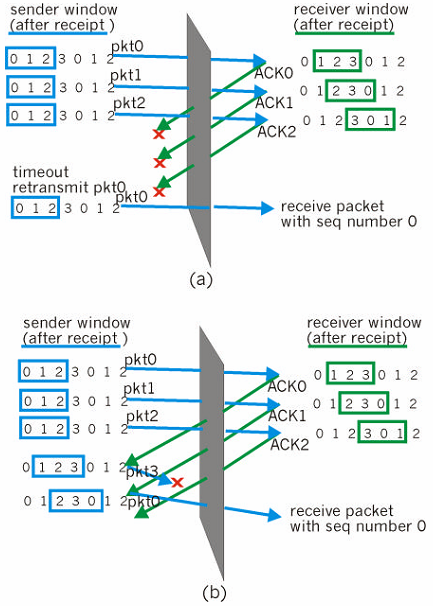 sender window
(after receipt)
receiver window
(after receipt)
0 1 2 3 0 1 2 pkt0
ACK0 0 1 2 3 0 1 2
0 1 2 3 0 1 2 pkt1
ACK1 0 1 2 3 0 1 2
0 1 2 3 0 1 2 pkt2
ACK2 0 1 2 3 0 1 2
timeout
retransmit pkt0
0 1 2 3 0 1 2 pkt0
receive packet
with seq number 0
(a)
sender window
(after receipt )
receiver window
(after receipt)
0 1 2 3 0 1 2 pkt0
ACK0 0 1 2 3 0 1 2
0 1 2 3 0 1 2 pkt1
ACK1 0 1 2 3 0 1 2
0 1 2 3 0 1 2 pkt2
ACK2 0 1 2 3 0 1 2
0 1 2 3 0 1 2 pkt3
0 1 2 3 0 1 2 pkt0
receive packet
with seq number 0
(b)